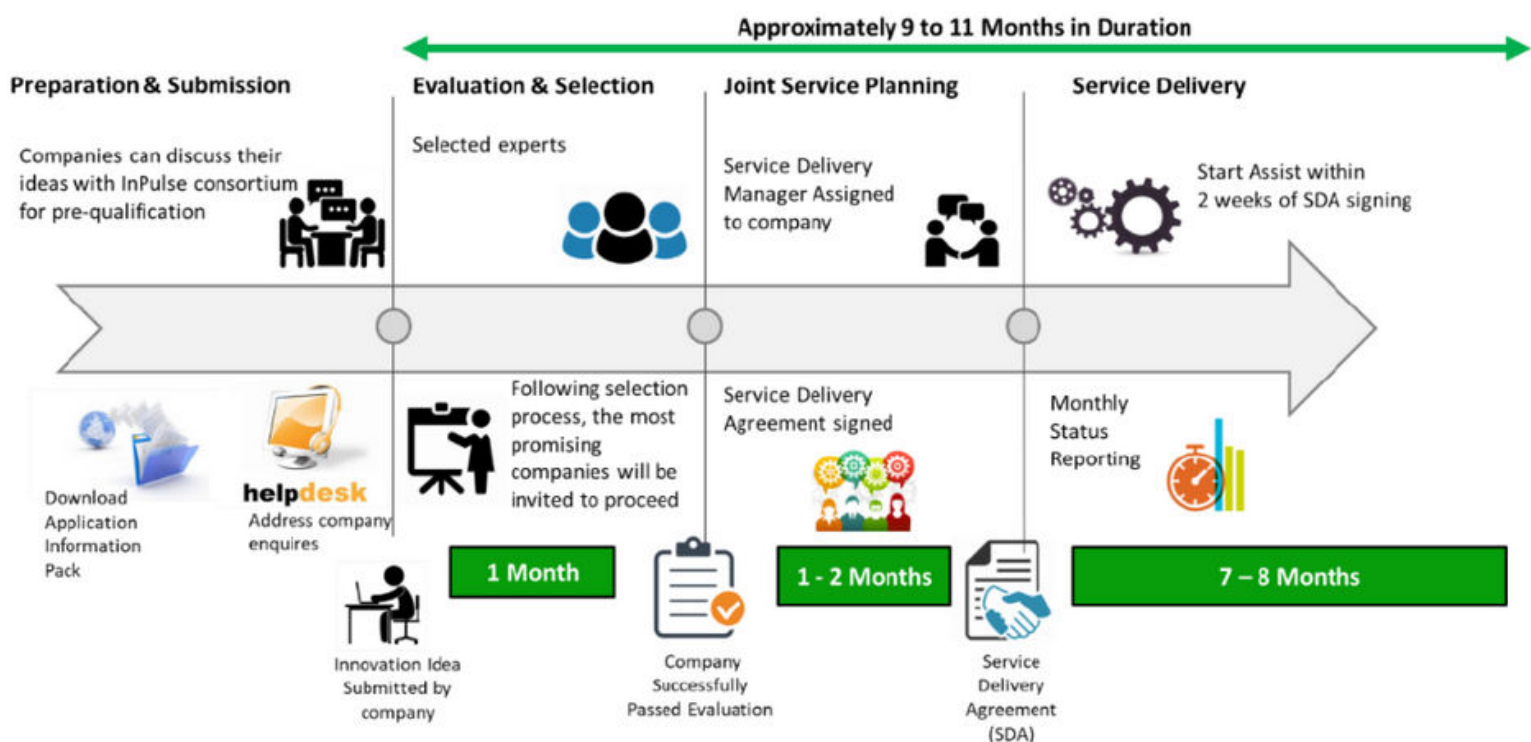 Approximately 9 to 11 Months in Duration
Preparation & Submission
Evaluation & Selection
Joint Service Planning
Service Delivery
Companies can discuss their
ideas with InPulse consortium
for pre-qualification
Selected experts
Service Delivery
Manager Assigned
to company
Start Assist within
2 weeks of SDA signing
Download
Application
Information
Pack
helpdesk
Address company
enquires
Following selection
process, the most
promising
companies will be
invited to proceed
Service Delivery
Agreement signed
Monthly
Status
Reporting
1 Month
1 - 2 Months
7 – 8 Months
Innovation Idea
Submitted by
company
Company
Successfully
Passed Evaluation
Service
Delivery
Agreement
(SDA)